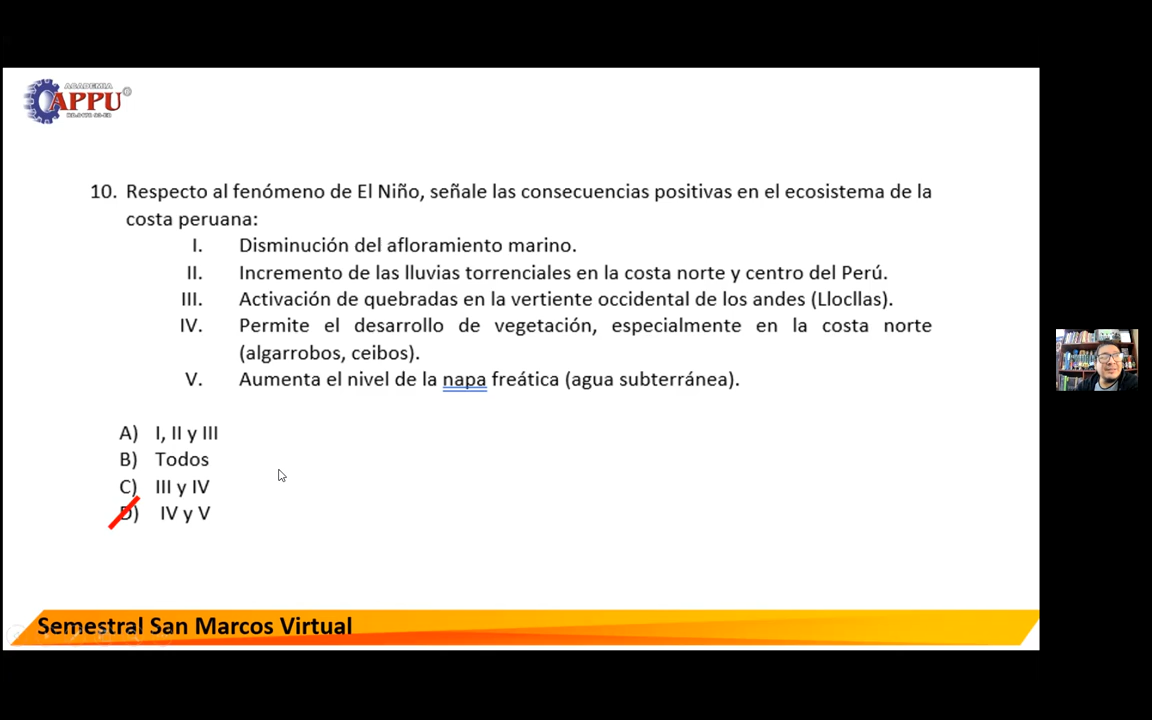 ACADEMIA
APPU
10. Respecto al fenómeno de El Niño, señale las consecuencias positivas en el ecosistema de la
costa peruana:
I. Disminución del afloramiento marino.
II. Incremento de las lluvias torrenciales en la costa norte y centro del Perú.
III. Activación de quebradas en la vertiente occidental de los andes (Llocllas).
IV. Permite el desarrollo de vegetación, especialmente en la costa norte
(algarrobos, ceibos).
V. Aumenta el nivel de la napa freática (agua subterránea).
A) I, II y III
B) Todos
C) III y IV
D) IV y V
Semestral San Marcos Virtual